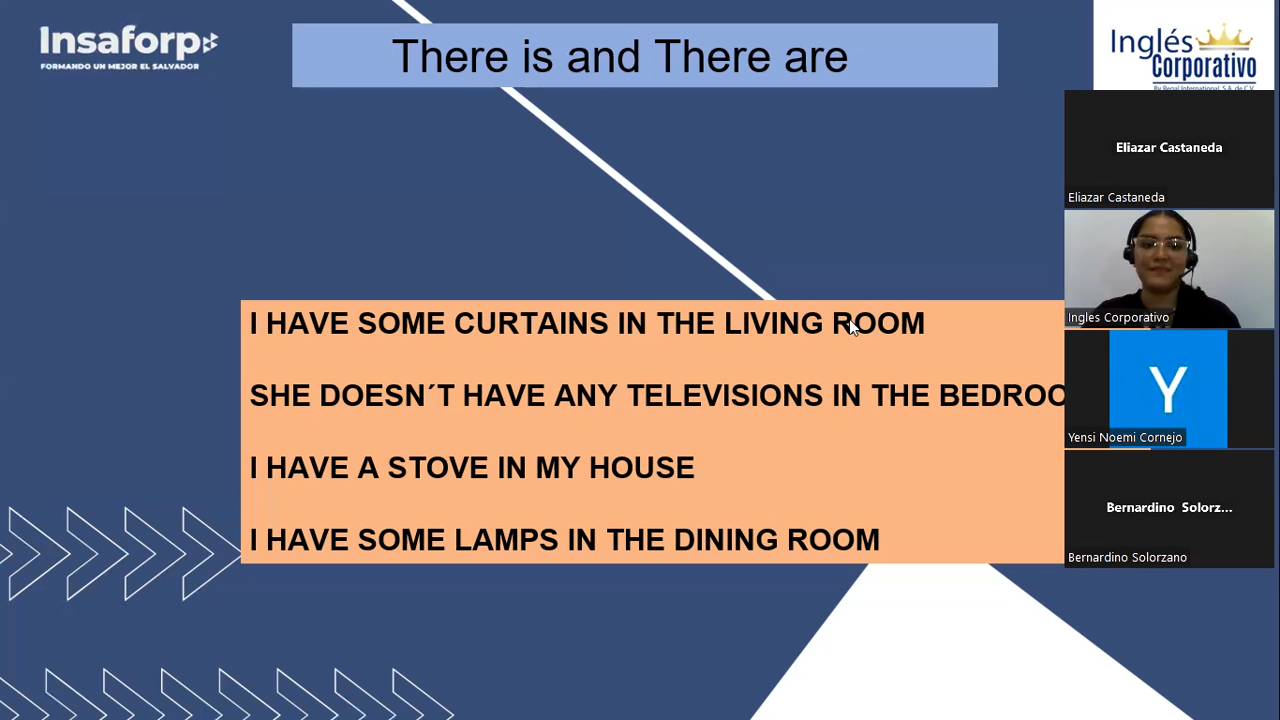 Insaforp
FORMANDO UN MEJOR EL SALVADOR
There is and There are
Inglés
Corporativo
Eliazar Castaneda
Eliazar Castaneda
Ingles Corporativo
I HAVE SOME CURTAINS IN THE LIVING ROOM
SHE DOESN´T HAVE ANY TELEVISIONS IN THE BEDROO
I HAVE A STOVE IN MY HOUSE
I HAVE SOME LAMPS IN THE DINING ROOM
Y
Yensi Noemi Cornejo
Bernardino Solorz...
Bernardino Solorzano